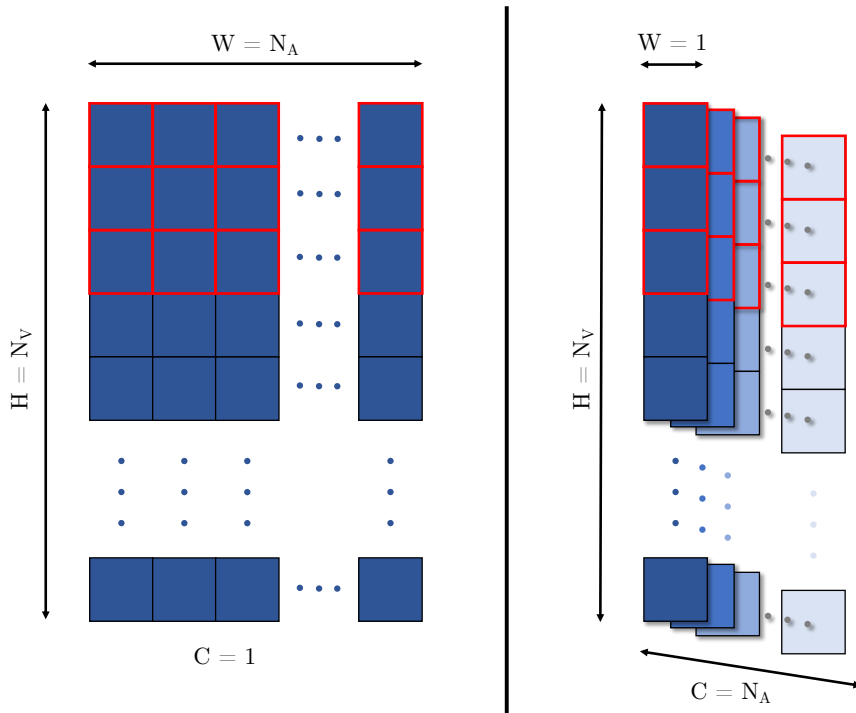 W = N_A
H = N_V
C = 1
W = 1
H = N_V
C = N_A